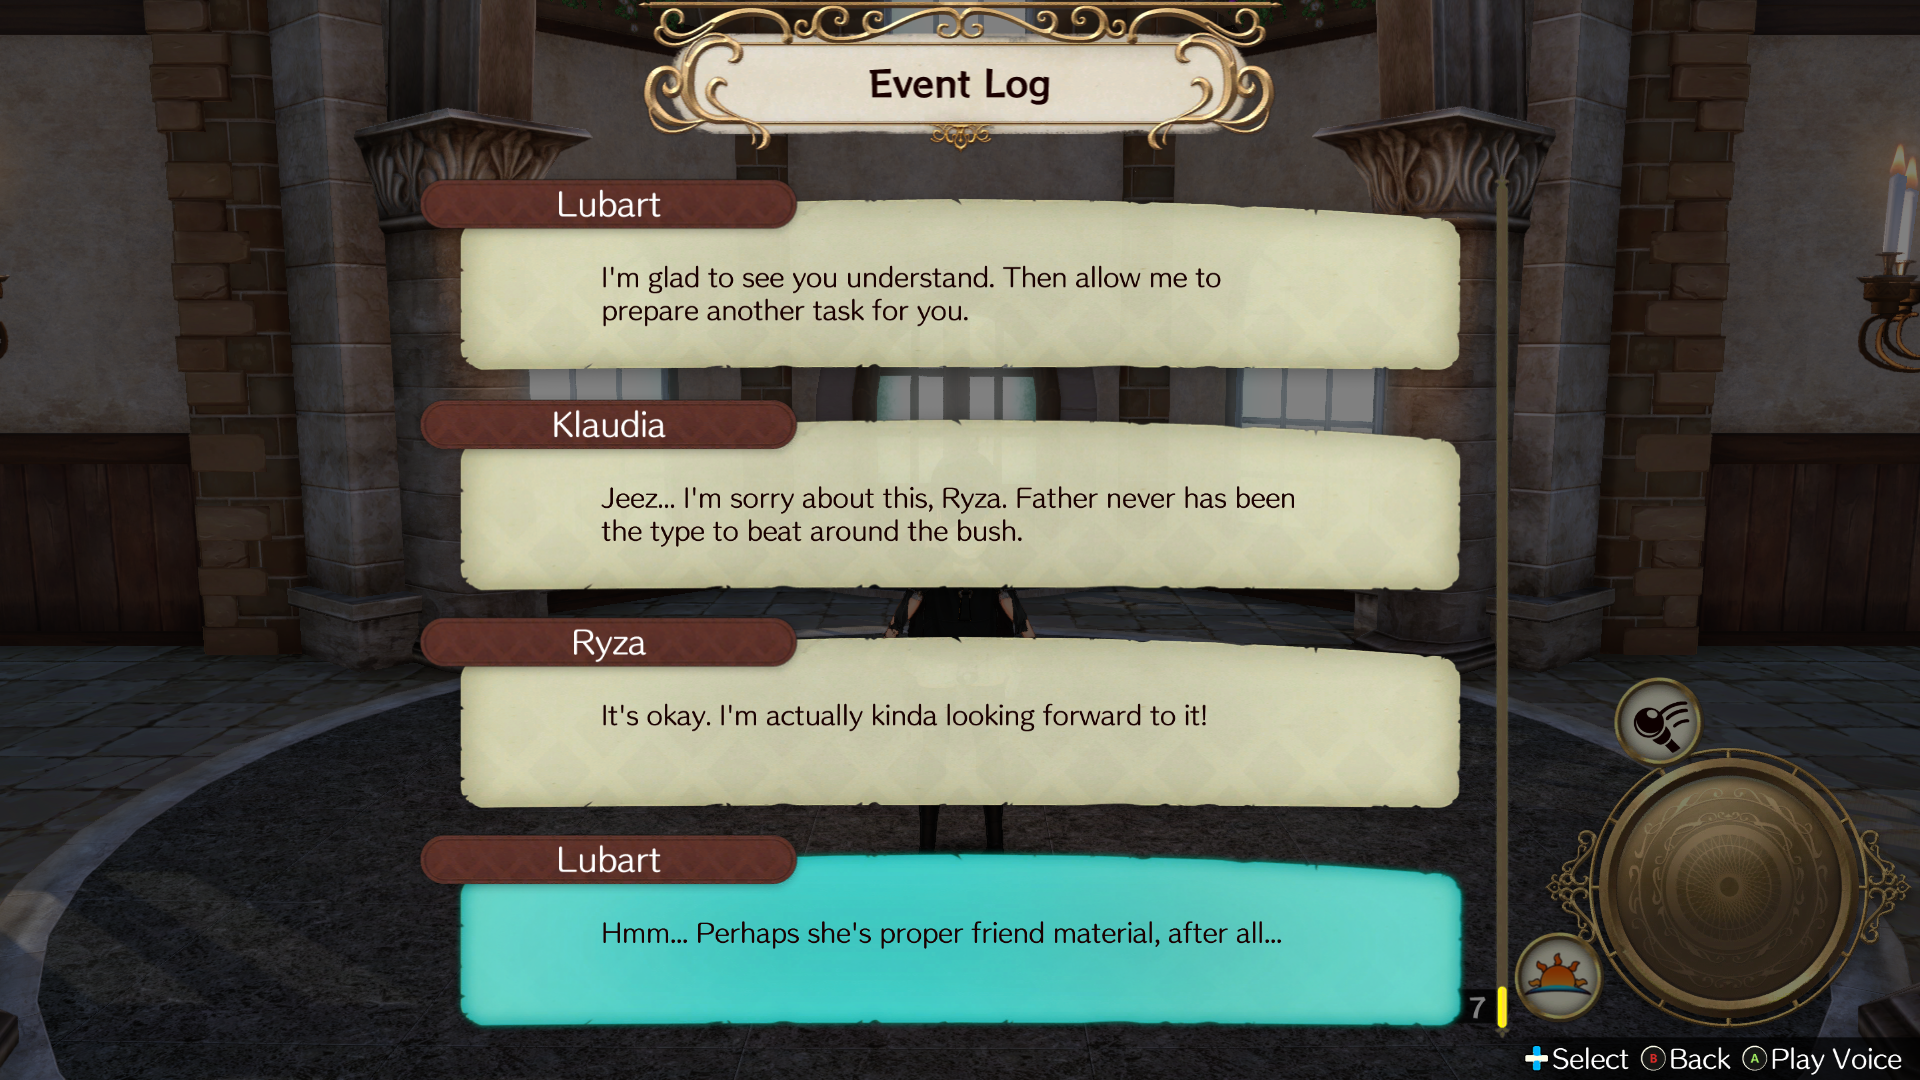 Event Log
Lubart
I'm glad to see you understand. Then allow me to
prepare another task for you.
Klaudia
Jeez... I'm sorry about this, Ryza. Father never has been
the type to beat around the bush.
Ryza
It's okay. I'm actually kinda looking forward to it!
Lubart
Hmm... Perhaps she's proper friend material, after all...
7
Select B Back A Play Voice